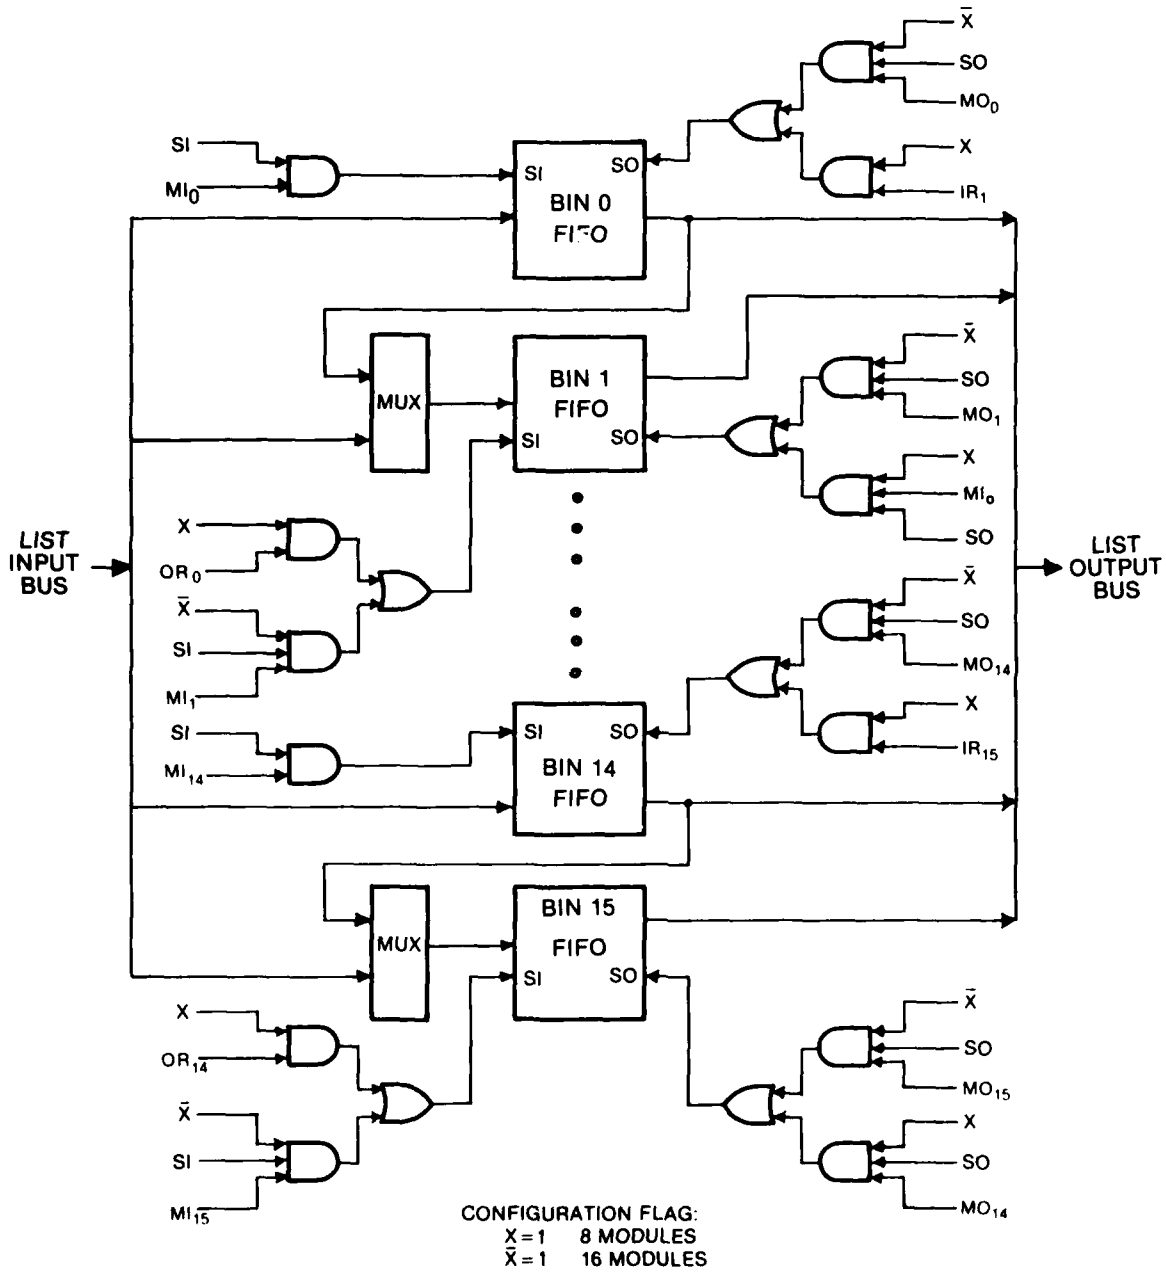 X̄
SO
MO₀
X
IR₁
SI
MI₀
SI
SO
BIN 0
FIFO
MUX
BIN 1
FIFO
SI
SO
X̄
SO
MO₁
X
MI₀
SO
X
OR₀
X̄
SI
MI₁
LIST
INPUT
BUS
LIST
OUTPUT
BUS
X̄
SO
MO₁₄
X
IR₁₅
SI
MI₁₄
SI
SO
BIN 14
FIFO
MUX
BIN 15
FIFO
SI
SO
X
OR₁₄
X̄
SI
MI₁₅
X̄
SO
MO₁₅
X
SO
MO₁₄
CONFIGURATION FLAG:
X=1 8 MODULES
X̄=1 16 MODULES